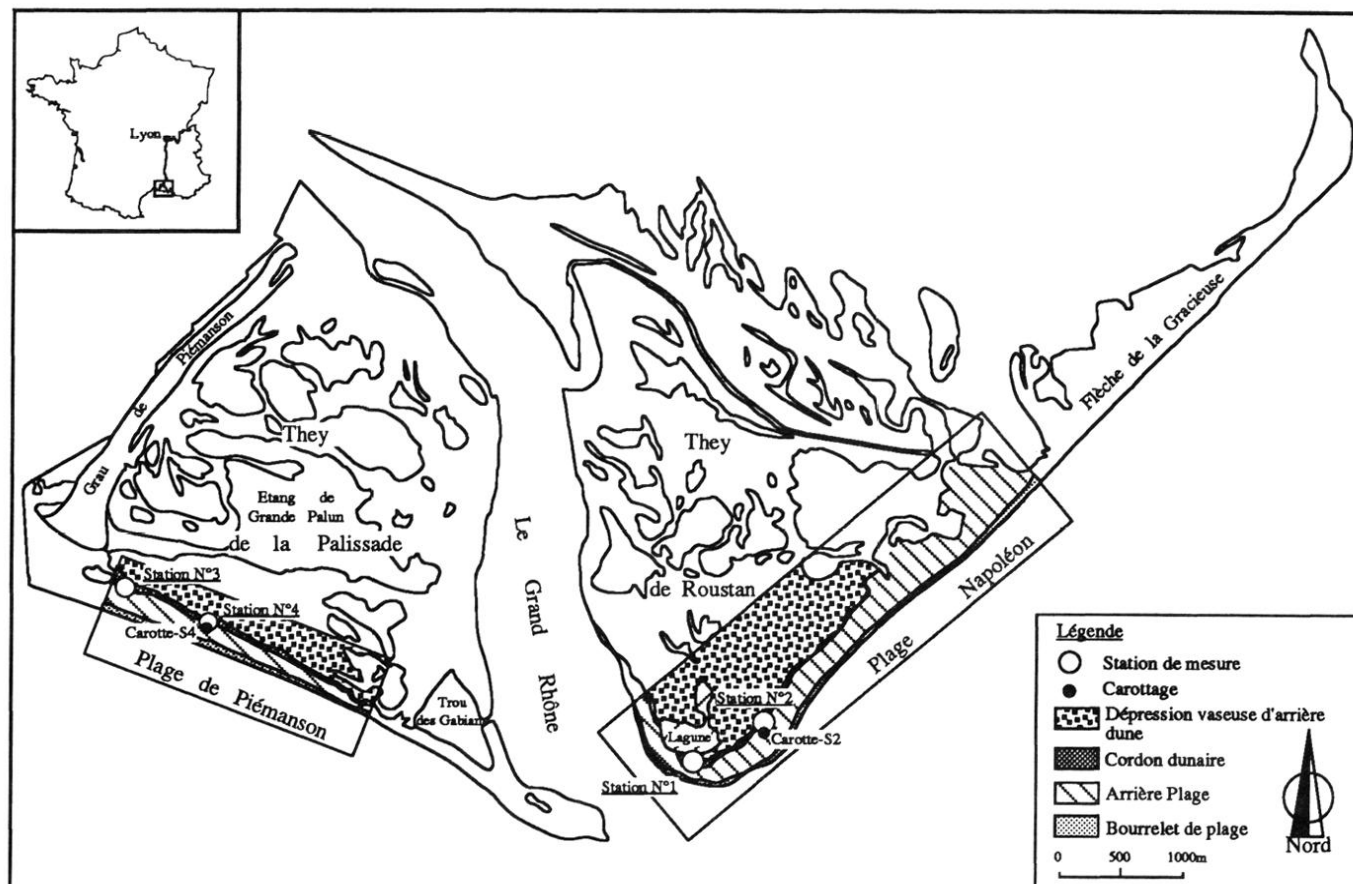 Lyon
Grau de Piémanson
They
Etang de
Grande Palun
de la Palissade
Station N°3
Station N°4
Carotte-S4
Plage de Piémanson
Trou
des Gabians
Le Grand Rhône
They
de Roustan
Station N°2
Lagune
Carotte-S2
Station N°1
Plage Napoléon
Flèche de la Gracieuse
Légende
Station de mesure
Carottage
Dépression vaseuse d'arrière
dune
Cordon dunaire
Arrière Plage
Bourrelet de plage
0 500 1000m
Nord